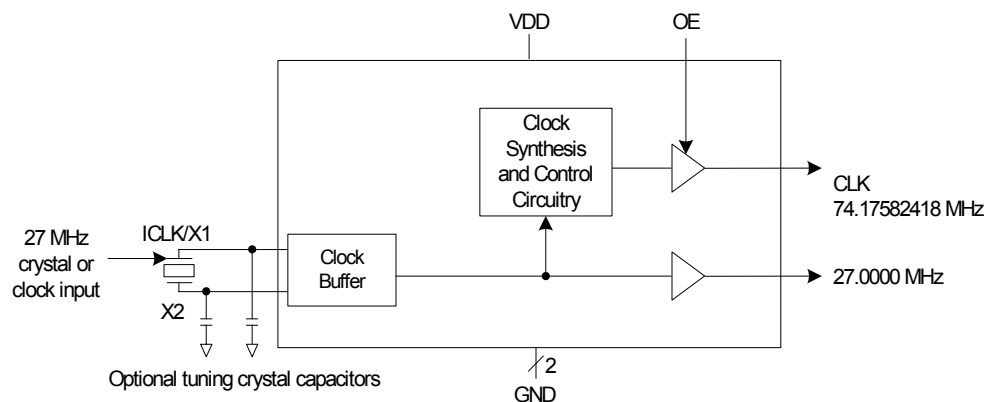 VDD
OE
Clock
Synthesis
and Control
Circuitry
CLK
74.17582418 MHz
27 MHz
crystal or
clock input
ICLK/X1
X2
Clock
Buffer
27.0000 MHz
Optional tuning crystal capacitors
2
GND